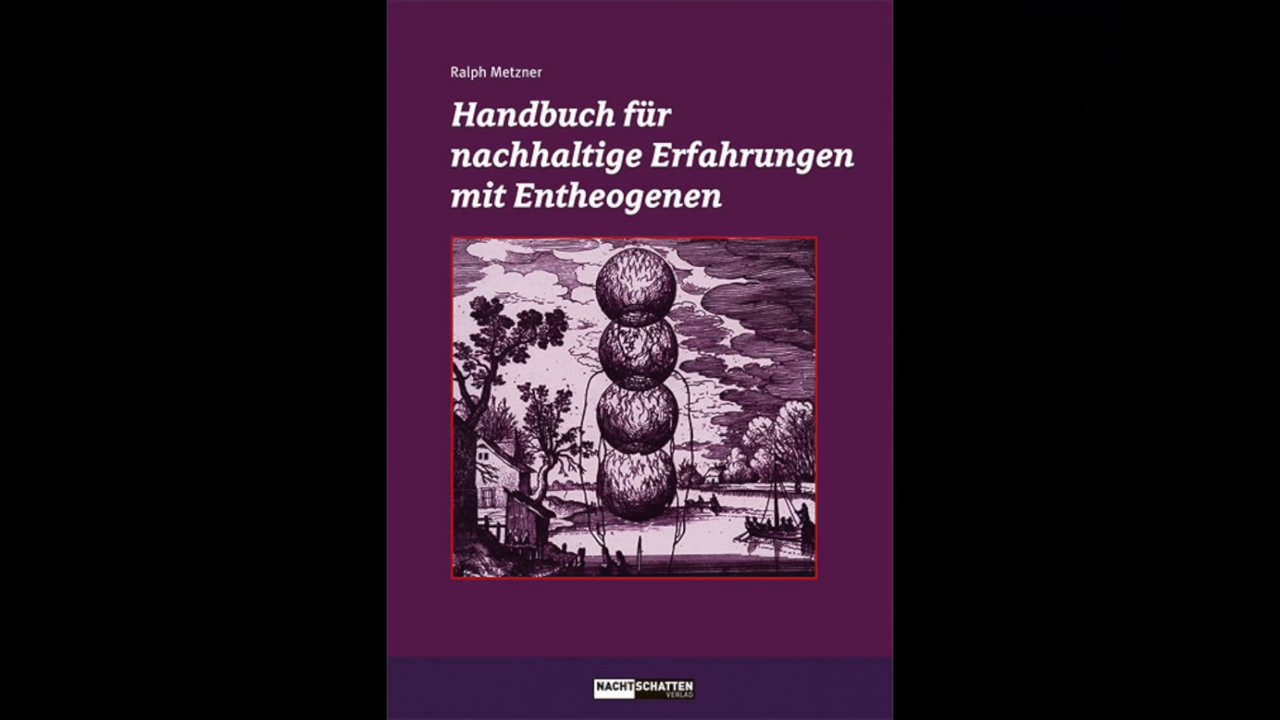 Ralph Metzner
Handbuch für
nachhaltige Erfahrungen
mit Entheogenen
NACHTSCHATTEN
VERLAG